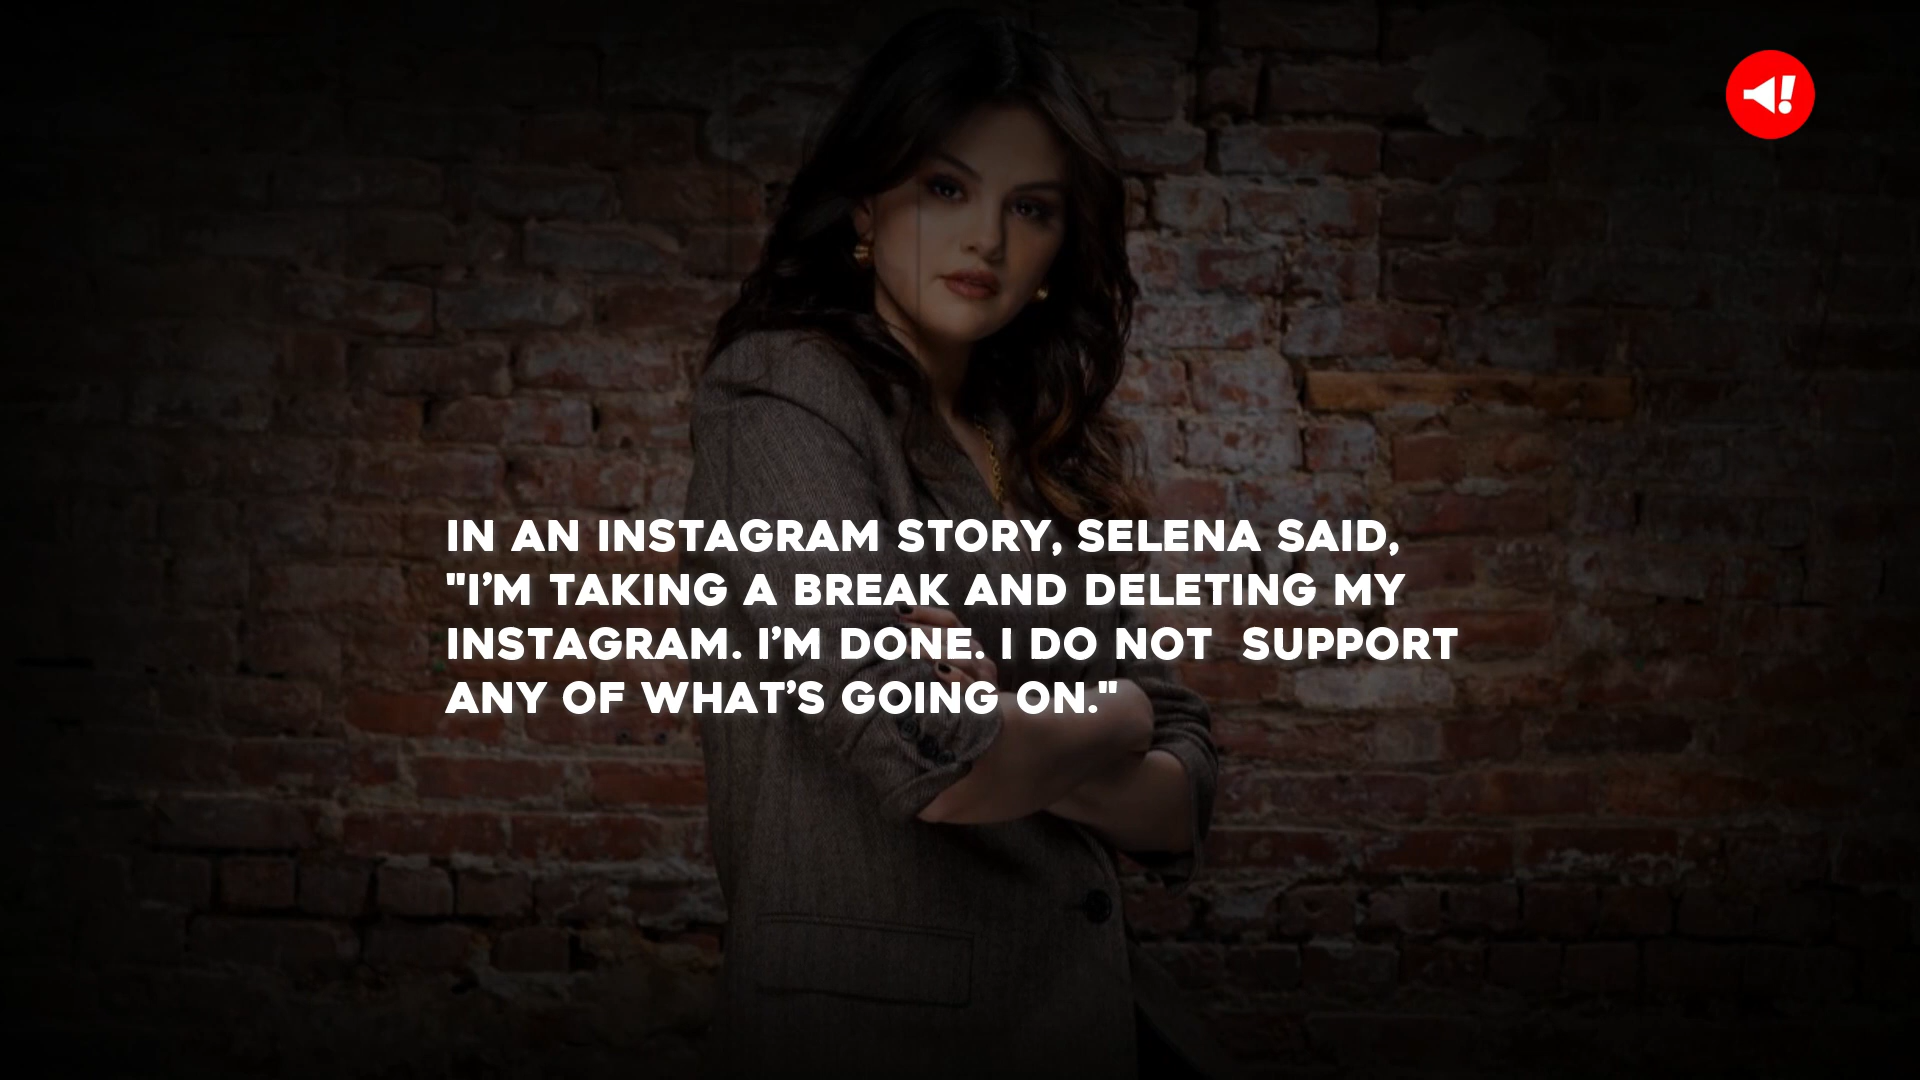 IN AN INSTAGRAM STORY, SELENA SAID,
"I’M TAKING A BREAK AND DELETING MY
INSTAGRAM. I’M DONE. I DO NOT  SUPPORT
ANY OF WHAT’S GOING ON."